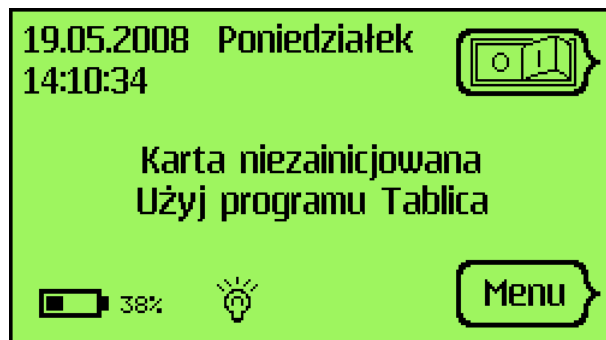 19.05.2008 Poniedziałek
14:10:34
Karta niezainicjowana
Użyj programu Tablica
38%
Menu